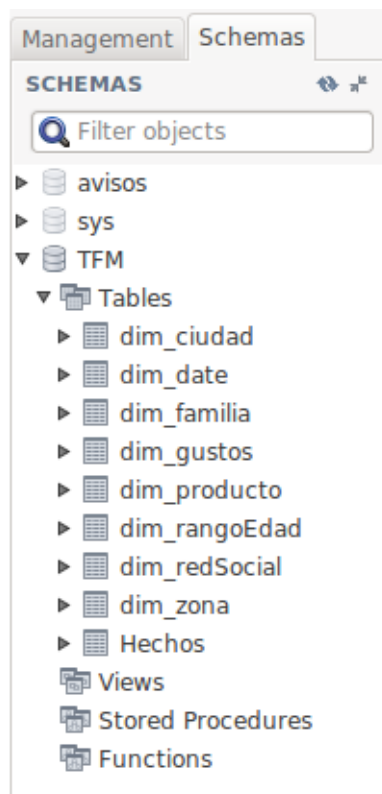 Management Schemas
SCHEMAS
Filter objects
avisos
sys
TFM
Tables
dim_ciudad
dim_date
dim_familia
dim_gustos
dim_producto
dim_rangoEdad
dim_redSocial
dim_zona
Hechos
Views
Stored Procedures
Functions